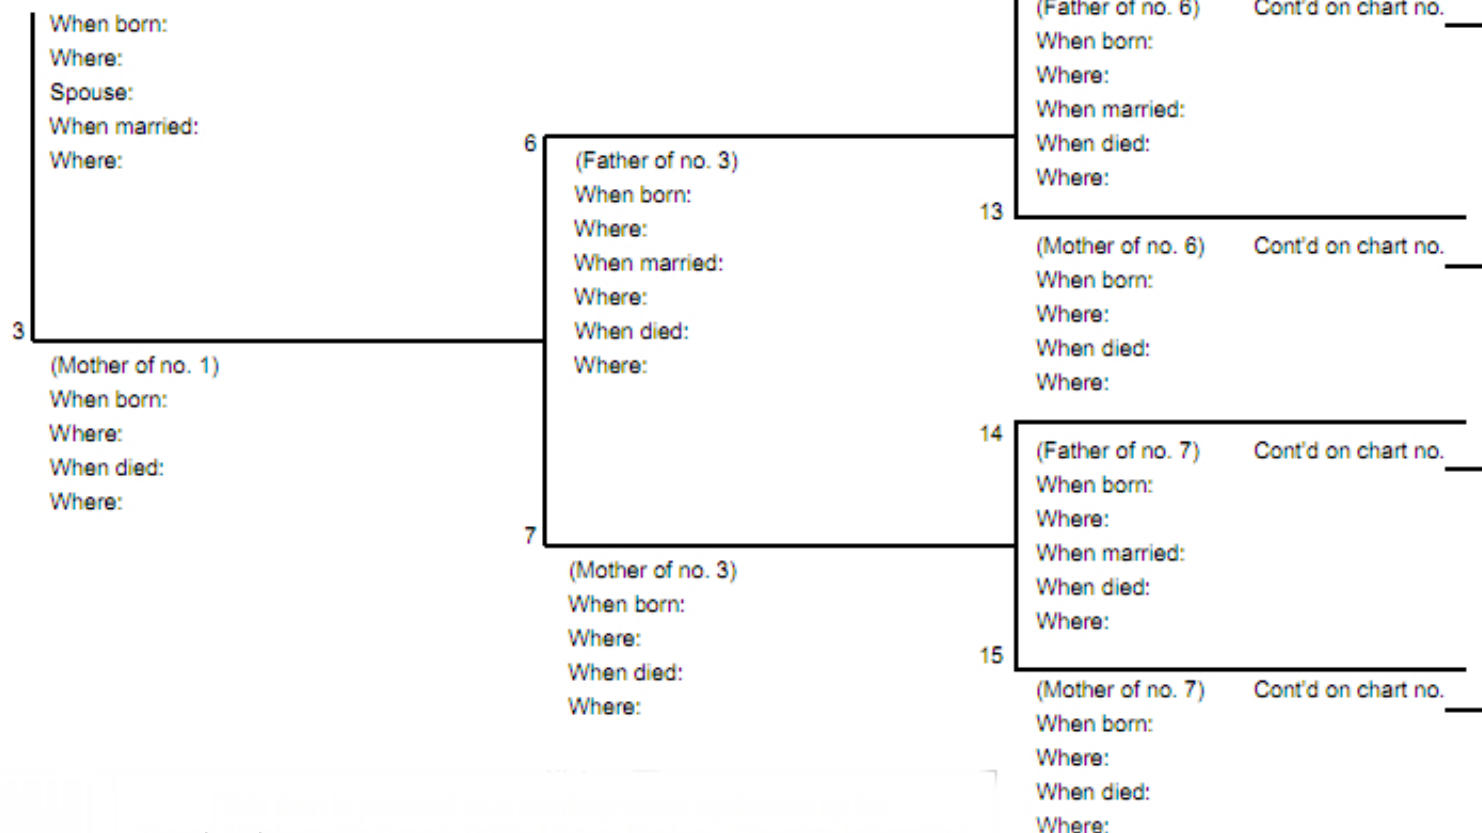 When born:
Where:
Spouse:
When married:
Where:
3
(Mother of no. 1)
When born:
Where:
When died:
Where:
6
(Father of no. 3)
When born:
Where:
When married:
Where:
When died:
Where:
7
(Mother of no. 3)
When born:
Where:
When died:
Where:
(Father of no. 6) Cont'd on chart no.
When born:
Where:
When married:
When died:
Where:
13
(Mother of no. 6) Cont'd on chart no.
When born:
Where:
When died:
Where:
14
(Father of no. 7) Cont'd on chart no.
When born:
Where:
When married:
When died:
Where:
15
(Mother of no. 7) Cont'd on chart no.
When born:
Where:
When died:
Where: